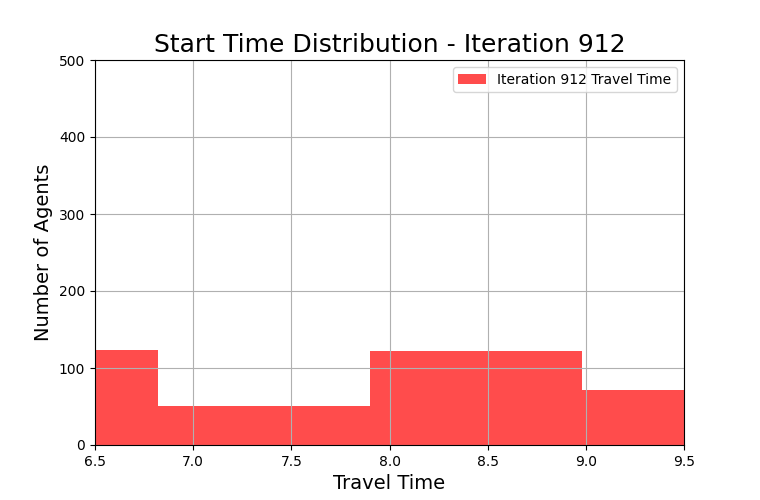 Start Time Distribution - Iteration 912
Iteration 912 Travel Time
Number of Agents
500
400
300
200
100
0
6.5 7.0 7.5 8.0 8.5 9.0 9.5
Travel Time